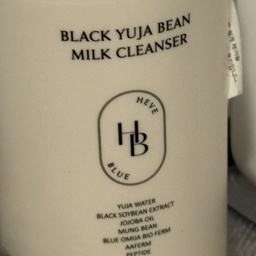 BLACK YUJA BEAN
MILK CLEANSER
HEVE
HB
BLUE
YUJA WATER
BLACK SOYBEAN EXTRACT
JOJOBA OIL
MUNG BEAN
BLUE OMIJA BIO FERM
AAFERM
PEPTIDE